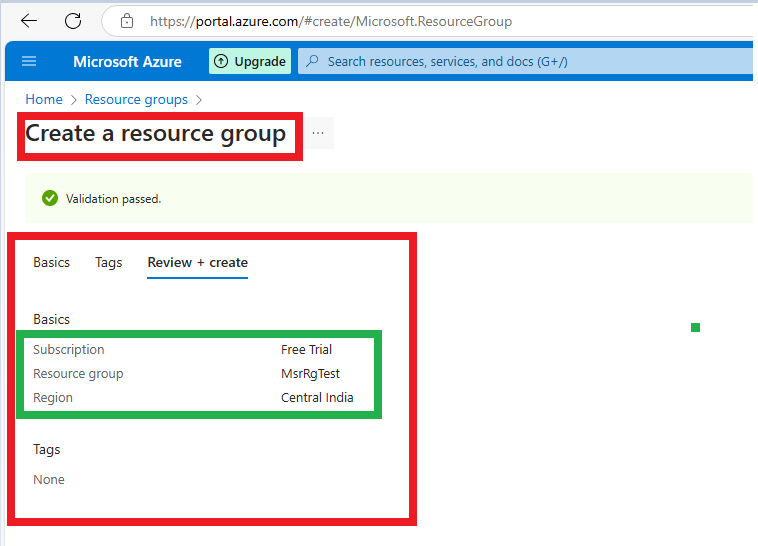 https://portal.azure.com/#create/Microsoft.ResourceGroup
Microsoft Azure Upgrade Search resources, services, and docs (G+/)
Home > Resource groups >
Create a resource group ...
Validation passed.
Basics Tags Review + create
Basics
Subscription Free Trial
Resource group MsrRgTest
Region Central India
Tags
None